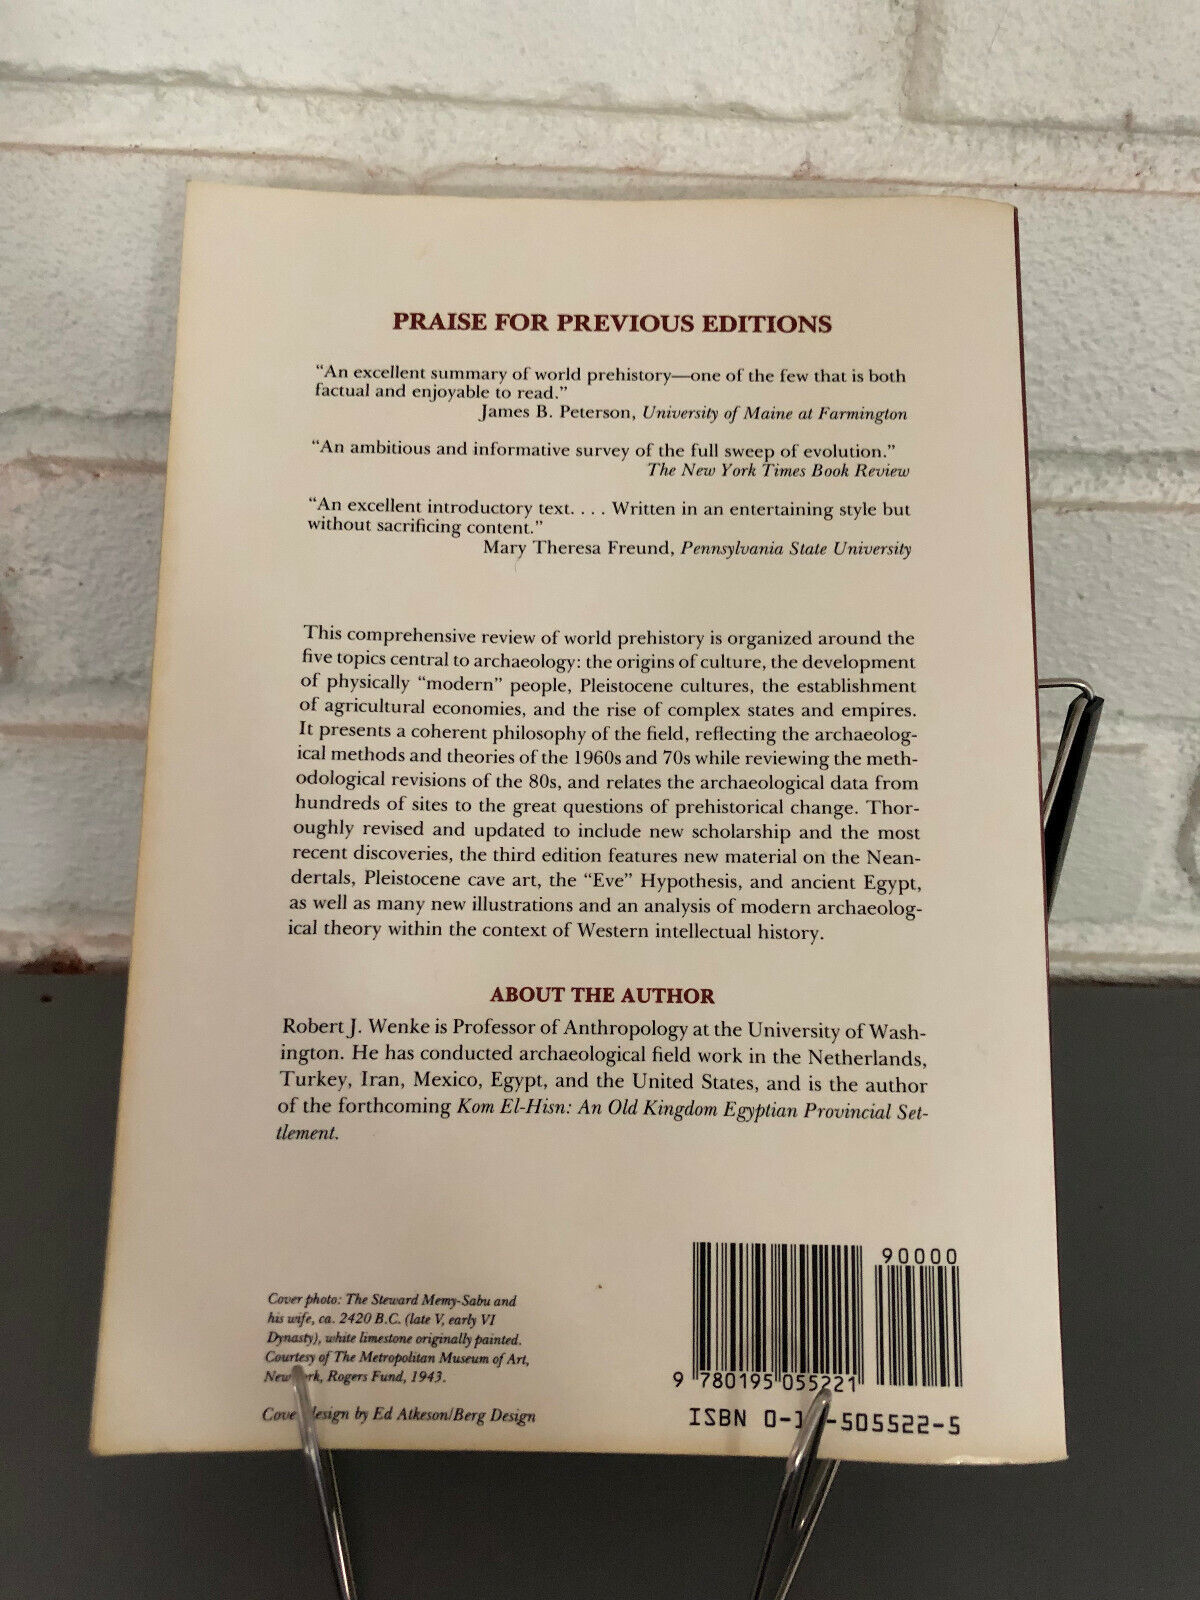 PRAISE FOR PREVIOUS EDITIONS
“An excellent summary of world prehistory—one of the few that is both
factual and enjoyable to read.”
James B. Peterson, University of Maine at Farmington
“An ambitious and informative survey of the full sweep of evolution.”
The New York Times Book Review
“An excellent introductory text. . . . Written in an entertaining style but
without sacrificing content.”
Mary Theresa Freund, Pennsylvania State University
This comprehensive review of world prehistory is organized around the
five topics central to archaeology: the origins of culture, the development
of physically “modern” people, Pleistocene cultures, the establishment
of agricultural economies, and the rise of complex states and empires.
It presents a coherent philosophy of the field, reflecting the archaeolog-
ical methods and theories of the 1960s and 70s while reviewing the meth-
odological revisions of the 80s, and relates the archaeological data from
hundreds of sites to the great questions of prehistorical change. Thor-
oughly revised and updated to include new scholarship and the most
recent discoveries, the third edition features new material on the Nean-
dertals, Pleistocene cave art, the “Eve” Hypothesis, and ancient Egypt,
as well as many new illustrations and an analysis of modern archaeolog-
ical theory within the context of Western intellectual history.
ABOUT THE AUTHOR
Robert J. Wenke is Professor of Anthropology at the University of Wash-
ington. He has conducted archaeological field work in the Netherlands,
Turkey, Iran, Mexico, Egypt, and the United States, and is the author
of the forthcoming Kom El-Hisn: An Old Kingdom Egyptian Provincial Set-
tlement.
Cover photo: The Steward Memy-Sabu and
his wife, ca. 2420 B.C. (late V, early VI
Dynasty), white limestone originally painted.
Courtesy of The Metropolitan Museum of Art,
New York, Rogers Fund, 1943.
Cover design by Ed Atkeson/Berg Design
90000
9 780195 055221
ISBN 0-1 -505522-5